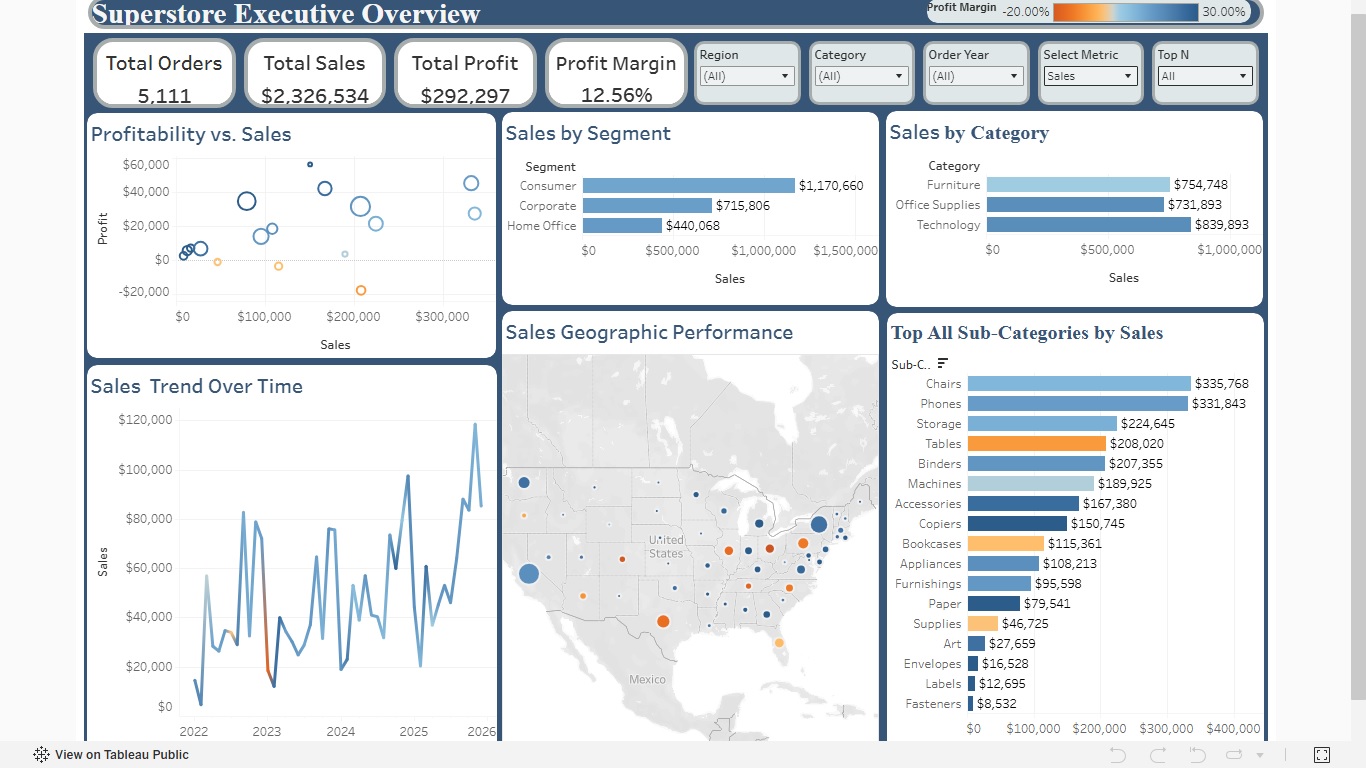 Superstore Executive Overview
Profit Margin -20.00% 30.00%
Total Orders
5,111
Total Sales
$2,326,534
Total Profit
$292,297
Profit Margin
12.56%
Region
(All)
Category
(All)
Order Year
(All)
Select Metric
Sales
Top N
All
Profitability vs. Sales
Profit
$60,000
$40,000
$20,000
$0
-$20,000
$0 $100,000 $200,000 $300,000
Sales
Sales by Segment
Segment
Consumer $1,170,660
Corporate $715,806
Home Office $440,068
$0 $500,000 $1,000,000 $1,500,000
Sales
Sales by Category
Category
Furniture $754,748
Office Supplies $731,893
Technology $839,893
$0 $500,000 $1,000,000
Sales
Sales Trend Over Time
Sales
$120,000
$100,000
$80,000
$60,000
$40,000
$20,000
$0
2022 2023 2024 2025 2026
Sales Geographic Performance
United
States
Mexico
Top All Sub-Categories by Sales
Sub-C..
Chairs $335,768
Phones $331,843
Storage $224,645
Tables $208,020
Binders $207,355
Machines $189,925
Accessories $167,380
Copiers $150,745
Bookcases $115,361
Appliances $108,213
Furnishings $95,598
Paper $79,541
Supplies $46,725
Art $27,659
Envelopes $16,528
Labels $12,695
Fasteners $8,532
$0 $100,000 $200,000 $300,000 $400,000
View on Tableau Public